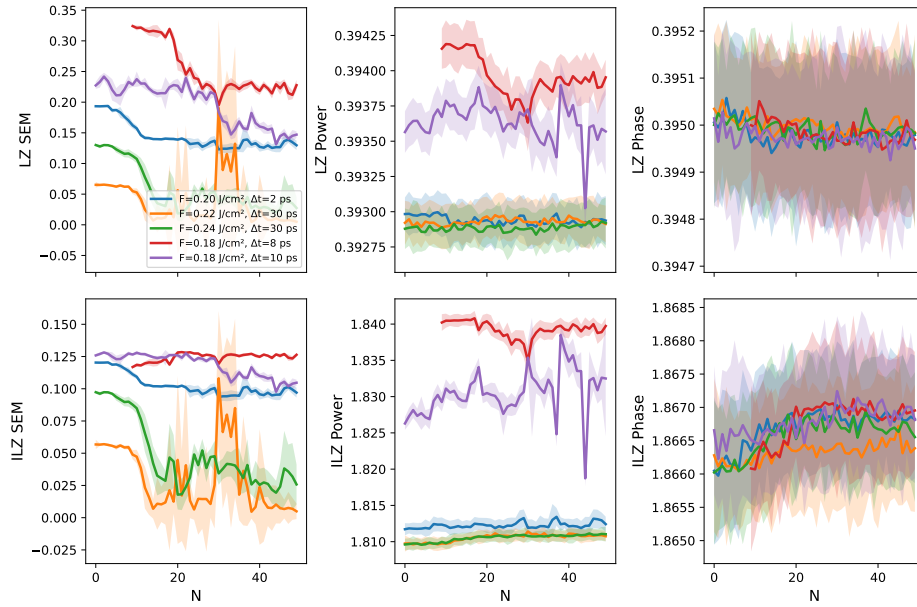 0.35
0.30
0.25
0.20
0.15
0.10
0.05
0.00
−0.05
LZ SEM
F=0.20 J/cm², Δt=2 ps
F=0.22 J/cm², Δt=30 ps
F=0.24 J/cm², Δt=30 ps
F=0.18 J/cm², Δt=8 ps
F=0.18 J/cm², Δt=10 ps
0.39425
0.39400
0.39375
0.39350
0.39325
0.39300
0.39275
LZ Power
0.3952
0.3951
0.3950
0.3949
0.3948
0.3947
LZ Phase
0.150
0.125
0.100
0.075
0.050
0.025
0.000
−0.025
ILZ SEM
0 20 40
N
1.840
1.835
1.830
1.825
1.820
1.815
1.810
ILZ Power
0 20 40
N
1.8685
1.8680
1.8675
1.8670
1.8665
1.8660
1.8655
1.8650
ILZ Phase
0 20 40
N